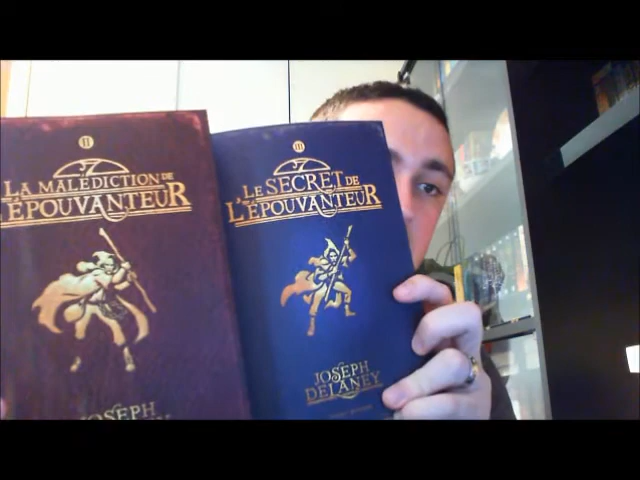 II
LA MALÉDICTION DE
L'ÉPOUVANTEUR
JOSEPH
III
LE SECRET DE
L'ÉPOUVANTEUR
JOSEPH
DELANEY